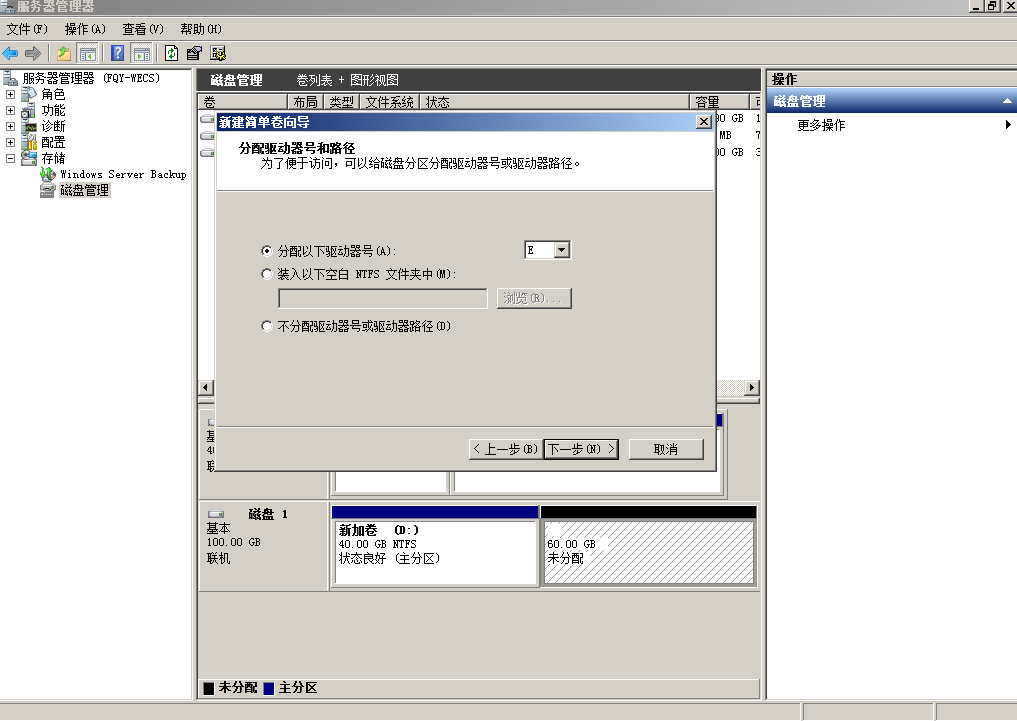 服务器管理器
文件(F) 操作(A) 查看(V) 帮助(H)
服务器管理器 (FQY-WECS)
角色
功能
诊断
配置
存储
Windows Server Backup
磁盘管理
磁盘管理 卷列表 + 图形视图
卷 布局 类型 文件系统 状态 容量
GB 1
MB 7
GB 3
新建简单卷向导
分配驱动器号和路径
为了便于访问，可以给磁盘分区分配驱动器号或驱动器路径。
分配以下驱动器号(A): E
装入以下空白 NTFS 文件夹中(M):
浏览(R)...
不分配驱动器号或驱动器路径(D)
< 上一步(B) 下一步(N) > 取消
磁盘 1
基本
100.00 GB
联机
新加卷 (D:)
40.00 GB NTFS
状态良好 (主分区)
60.00 GB
未分配
未分配 主分区
操作
磁盘管理
更多操作